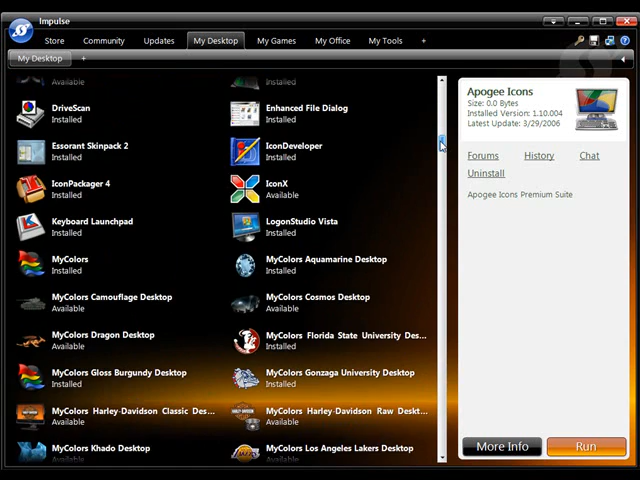 Impulse
Store
Community
Updates
My Desktop
My Games
My Office
My Tools
+
My Desktop
+
Available
Installed
DriveScan
Installed
Enhanced File Dialog
Installed
Essorant Skinpack 2
Installed
IconDeveloper
Installed
IconPackager 4
Installed
IconX
Available
Keyboard Launchpad
Installed
LogonStudio Vista
Installed
MyColors
Installed
MyColors Aquamarine Desktop
Installed
MyColors Camouflage Desktop
Available
MyColors Cosmos Desktop
Available
MyColors Dragon Desktop
Available
MyColors Florida State University Des...
Installed
MyColors Gloss Burgundy Desktop
Installed
MyColors Gonzaga University Desktop
Installed
MyColors Harley-Davidson Classic Des...
Available
MyColors Harley-Davidson Raw Deskt...
Available
MyColors Khado Desktop
Available
MyColors Los Angeles Lakers Desktop
Available
Apogee Icons
Size: 0.0 Bytes
Installed Version: 1.10.004
Latest Update: 3/29/2006
Forums
History
Chat
Uninstall
Apogee Icons Premium Suite
More Info
Run